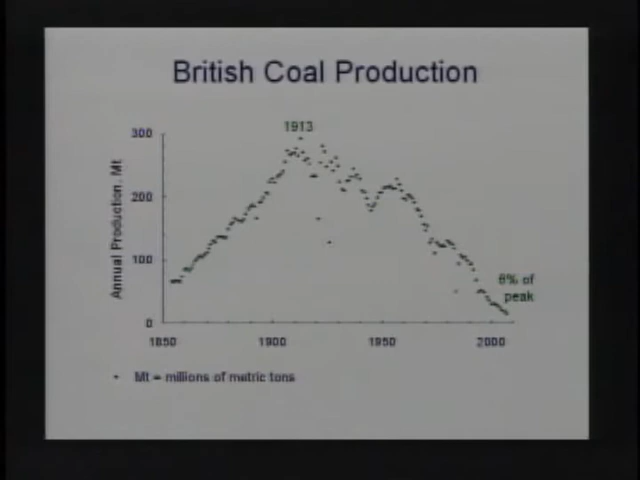 British Coal Production
1913
300
200
100
0
Annual Production, Mt
6% of
peak
1850
1900
1950
2000
• Mt = millions of metric tons